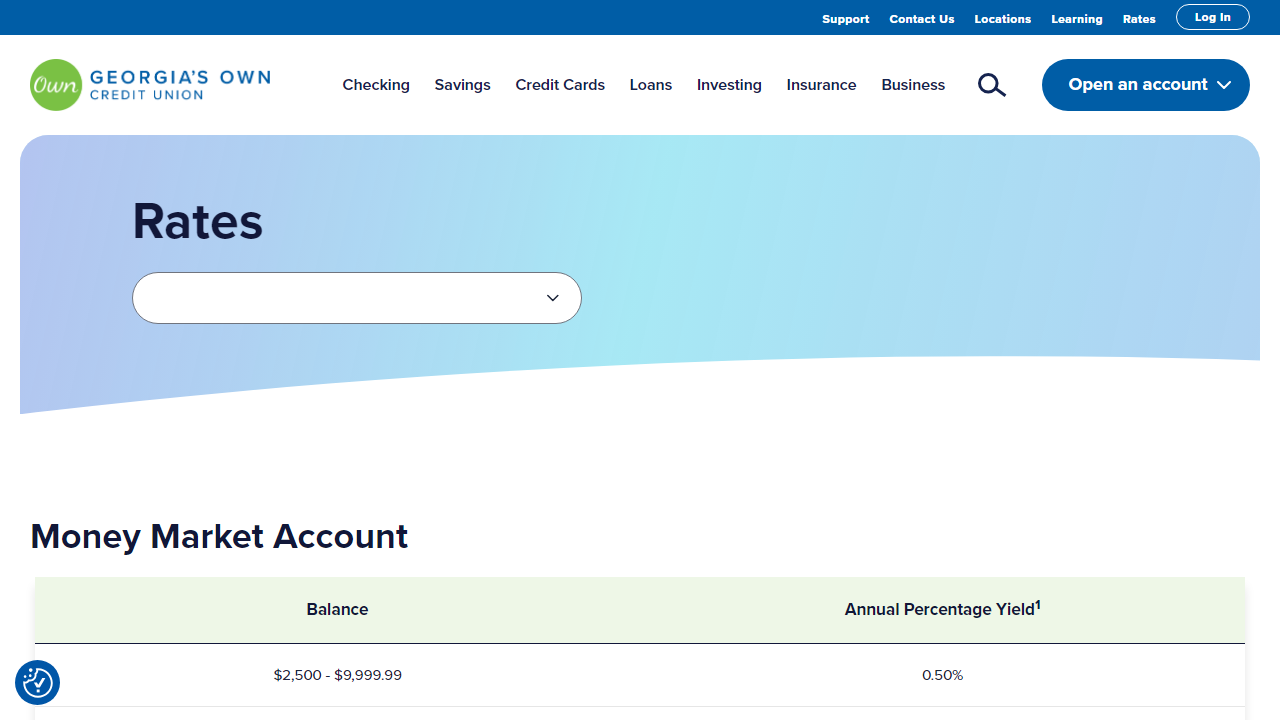 Support Contact Us Locations Learning Rates Log In
Own GEORGIA'S OWN
CREDIT UNION
Checking Savings Credit Cards Loans Investing Insurance Business Open an account
Rates
Money Market Account
Balance Annual Percentage Yield¹
$2,500 - $9,999.99 0.50%